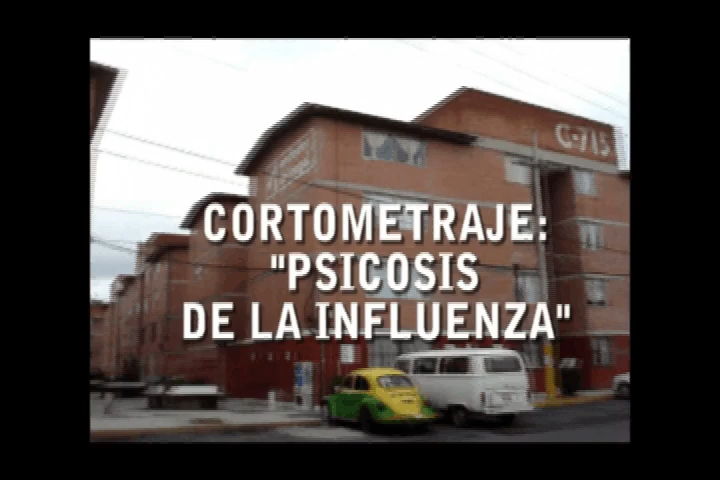 C-715
CORTOMETRAJE:
"PSICOSIS
DE LA INFLUENZA"